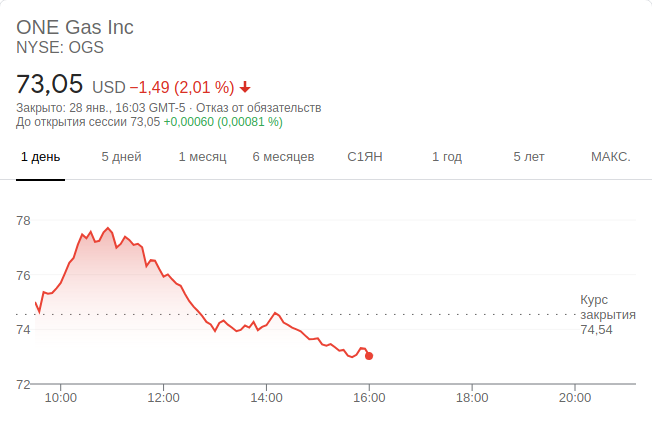 ONE Gas Inc
NYSE: OGS
73,05 USD −1,49 (2,01 %)
Закрыто: 28 янв., 16:03 GMT-5 · Отказ от обязательств
До открытия сессии 73,05 +0,00060 (0,00081 %)
1 день 5 дней 1 месяц 6 месяцев С1ЯН 1 год 5 лет МАКС.
78
76
Курс
закрытия
74,54
74
72
10:00 12:00 14:00 16:00 18:00 20:00